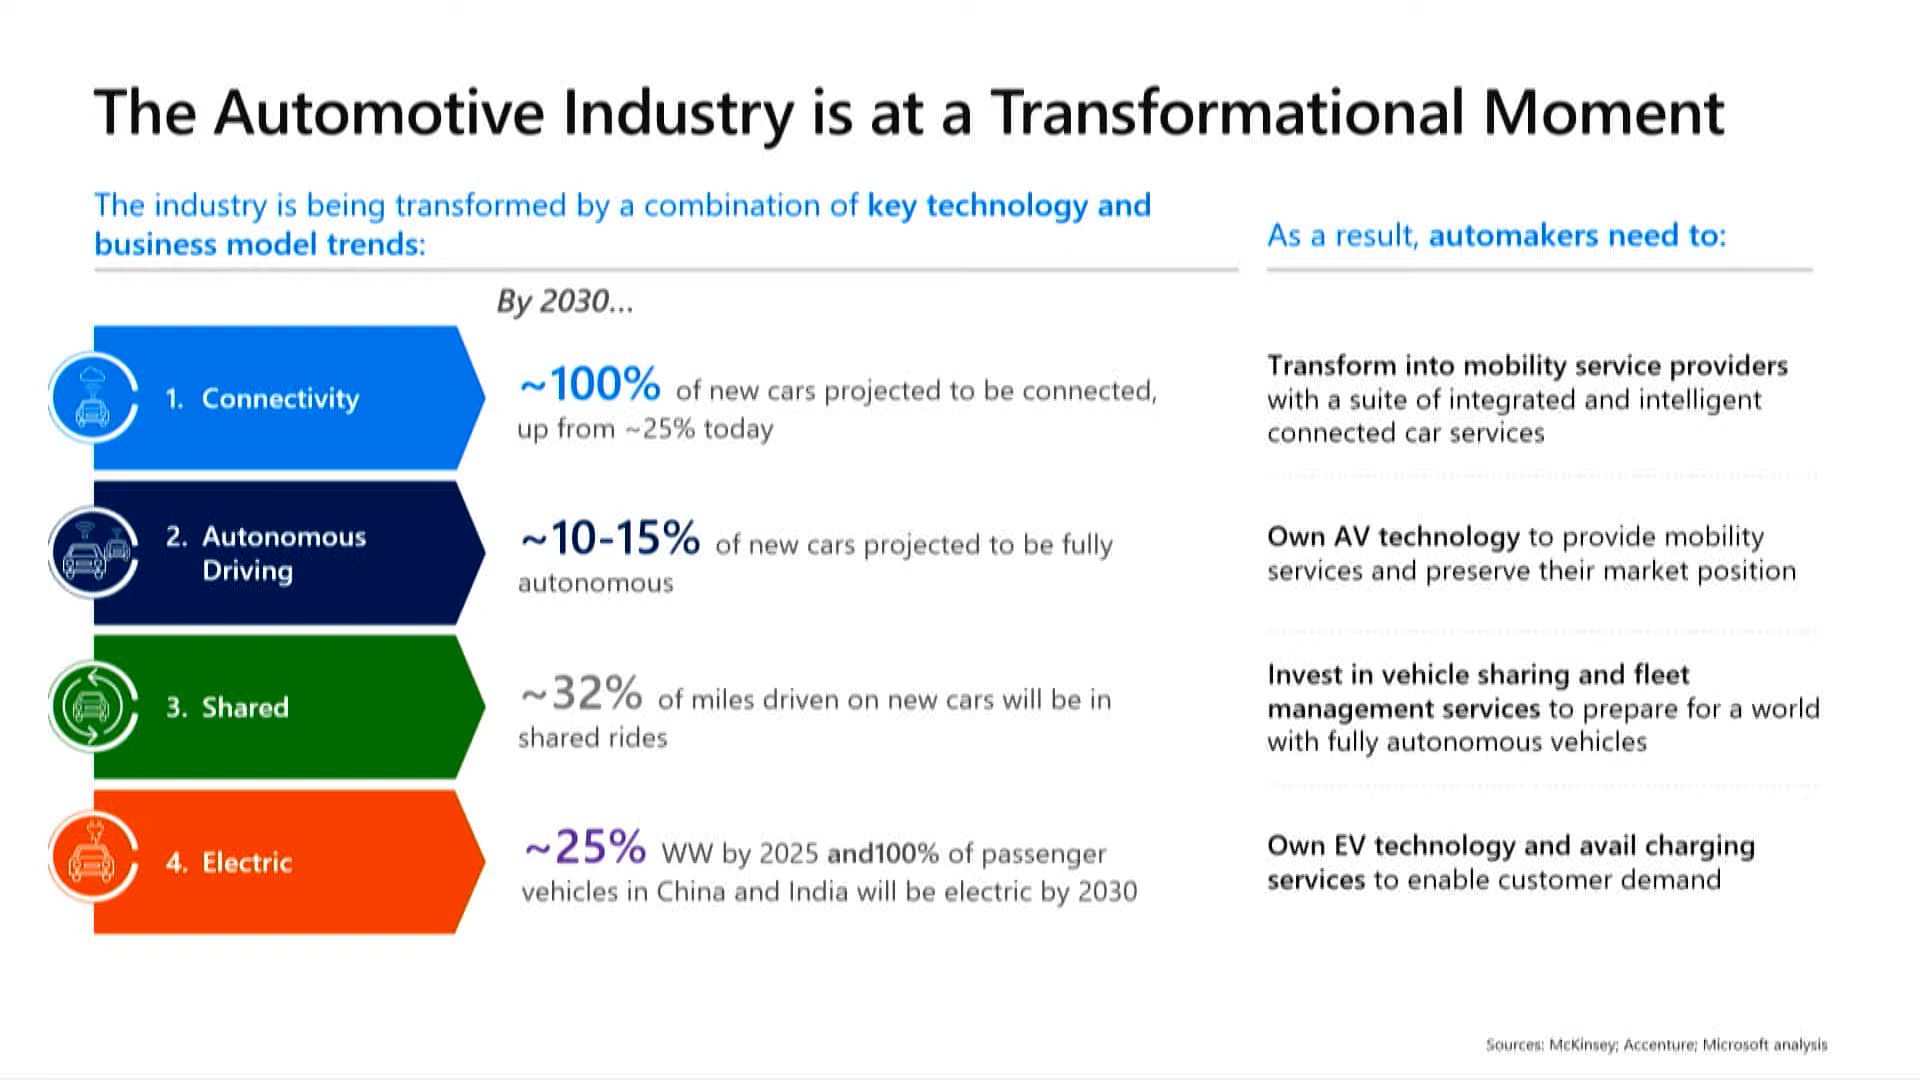 The Automotive Industry is at a Transformational Moment
The industry is being transformed by a combination of key technology and
business model trends:
As a result, automakers need to:
By 2030...
1. Connectivity
~100% of new cars projected to be connected,
up from ~25% today
Transform into mobility service providers
with a suite of integrated and intelligent
connected car services
2. Autonomous
Driving
~10-15% of new cars projected to be fully
autonomous
Own AV technology to provide mobility
services and preserve their market position
3. Shared
~32% of miles driven on new cars will be in
shared rides
Invest in vehicle sharing and fleet
management services to prepare for a world
with fully autonomous vehicles
4. Electric
~25% WW by 2025 and100% of passenger
vehicles in China and India will be electric by 2030
Own EV technology and avail charging
services to enable customer demand
Sources: McKinsey; Accenture; Microsoft analysis